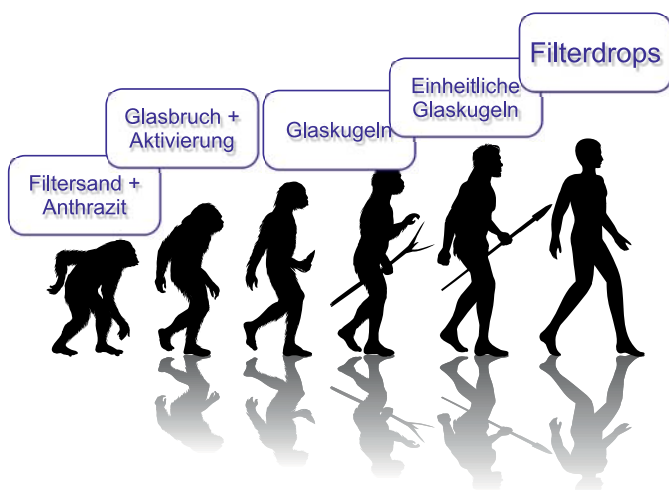 Filtersand +
Anthrazit
Glasbruch +
Aktivierung
Glaskugeln
Einheitliche
Glaskugeln
Filterdrops